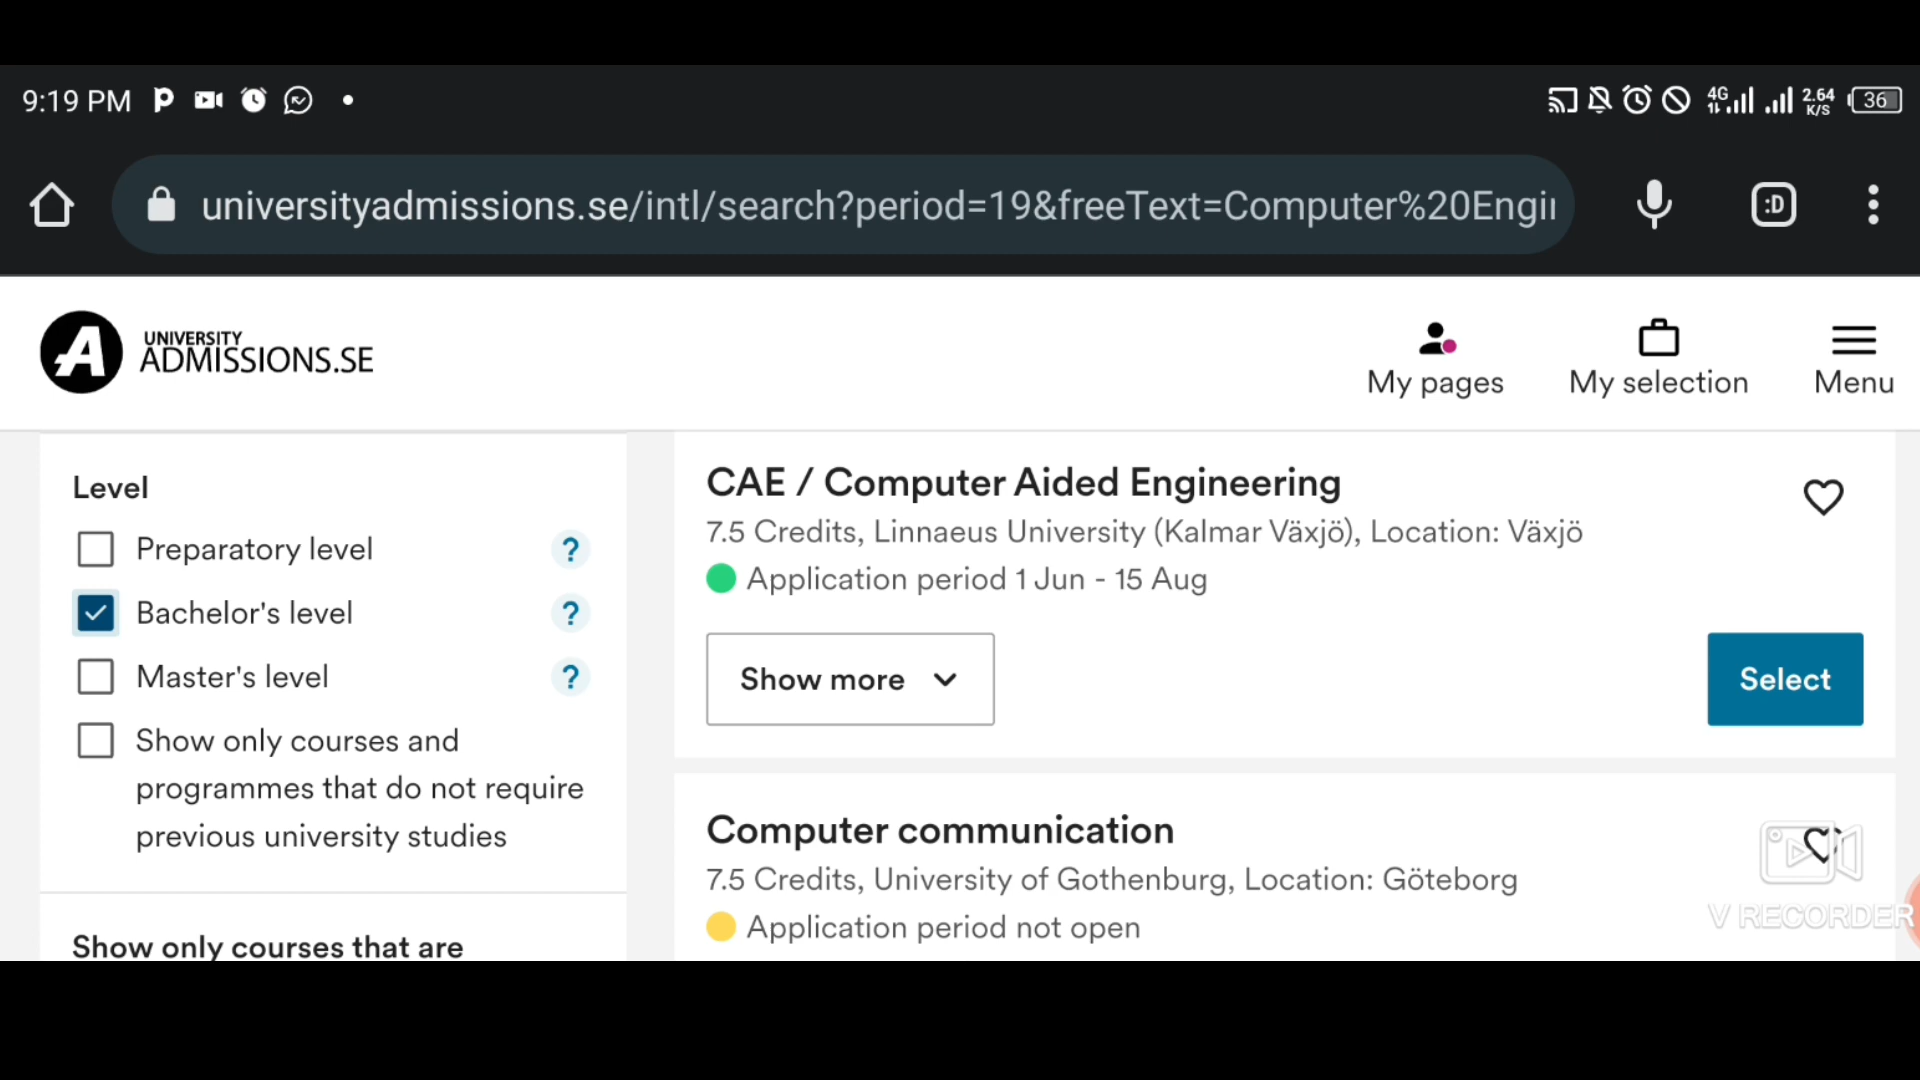 9:19 PM
4G
2.64
K/S
36
universityadmissions.se/intl/search?period=19&freeText=Computer%20Engin
:D
UNIVERSITY
ADMISSIONS.SE
My pages
My selection
Menu
Level
Preparatory level ?
Bachelor's level ?
Master's level ?
Show only courses and
programmes that do not require
previous university studies
Show only courses that are
CAE / Computer Aided Engineering
7.5 Credits, Linnaeus University (Kalmar Växjö), Location: Växjö
Application period 1 Jun - 15 Aug
Show more
Select
Computer communication
7.5 Credits, University of Gothenburg, Location: Göteborg
Application period not open
V RECORDER